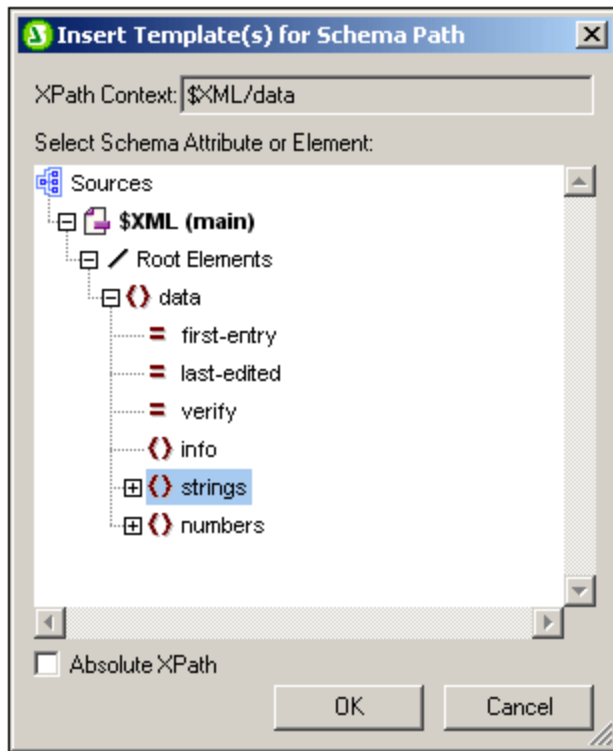 Insert Template(s) for Schema Path
XPath Context: $XML/data
Select Schema Attribute or Element:
Sources
$XML (main)
Root Elements
data
first-entry
last-edited
verify
info
strings
numbers
Absolute XPath
OK Cancel